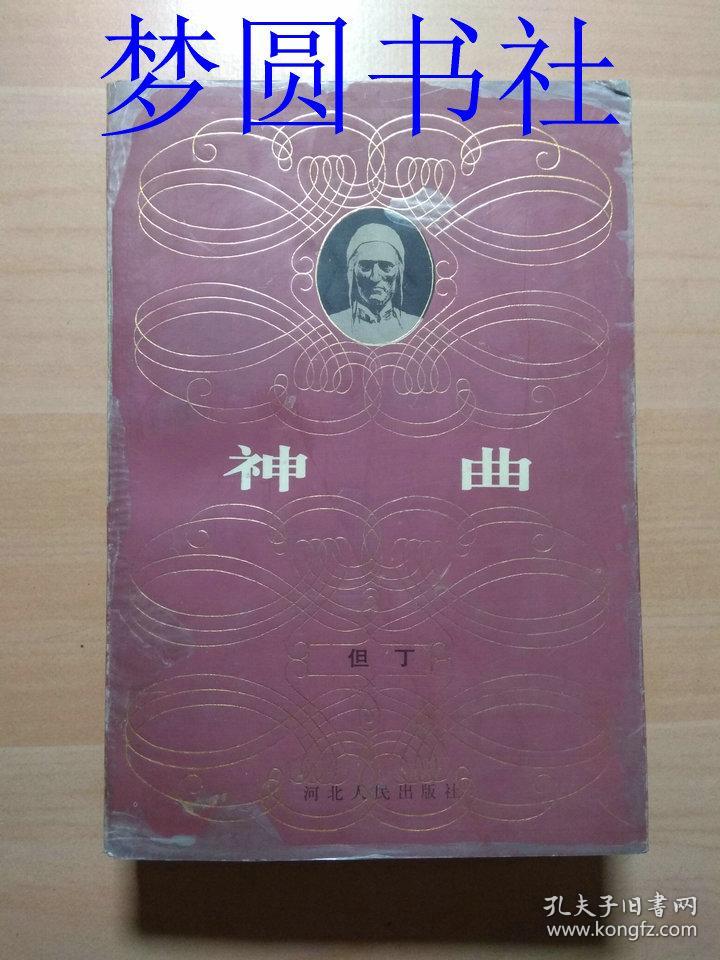 梦圆书社
神 曲
但 丁
河北人民出版社
孔夫子旧書网
www.kongfz.com